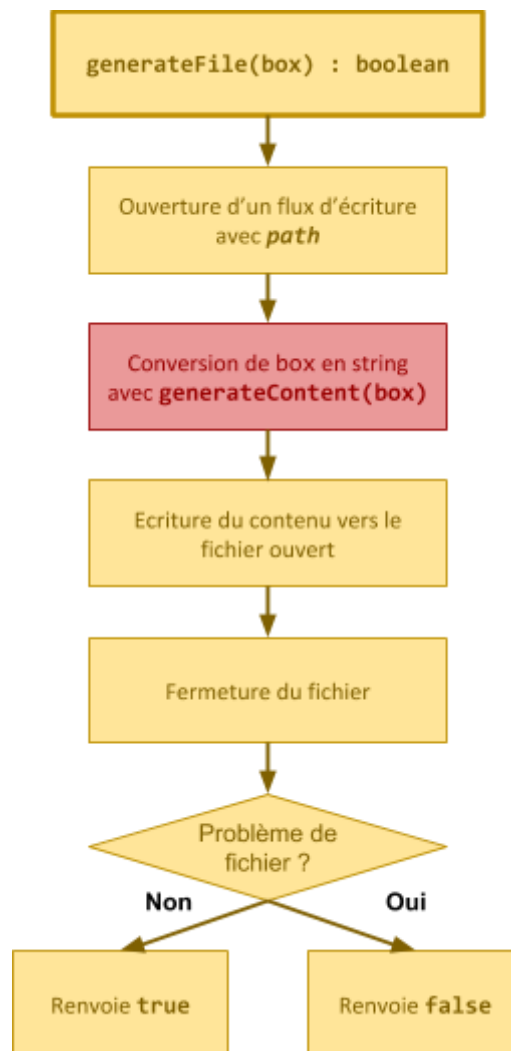 generateFile(box) : boolean
Ouverture d’un flux d’écriture
avec path
Conversion de box en string
avec generateContent(box)
Ecriture du contenu vers le
fichier ouvert
Fermeture du fichier
Problème de
fichier ?
Non
Oui
Renvoie true
Renvoie false